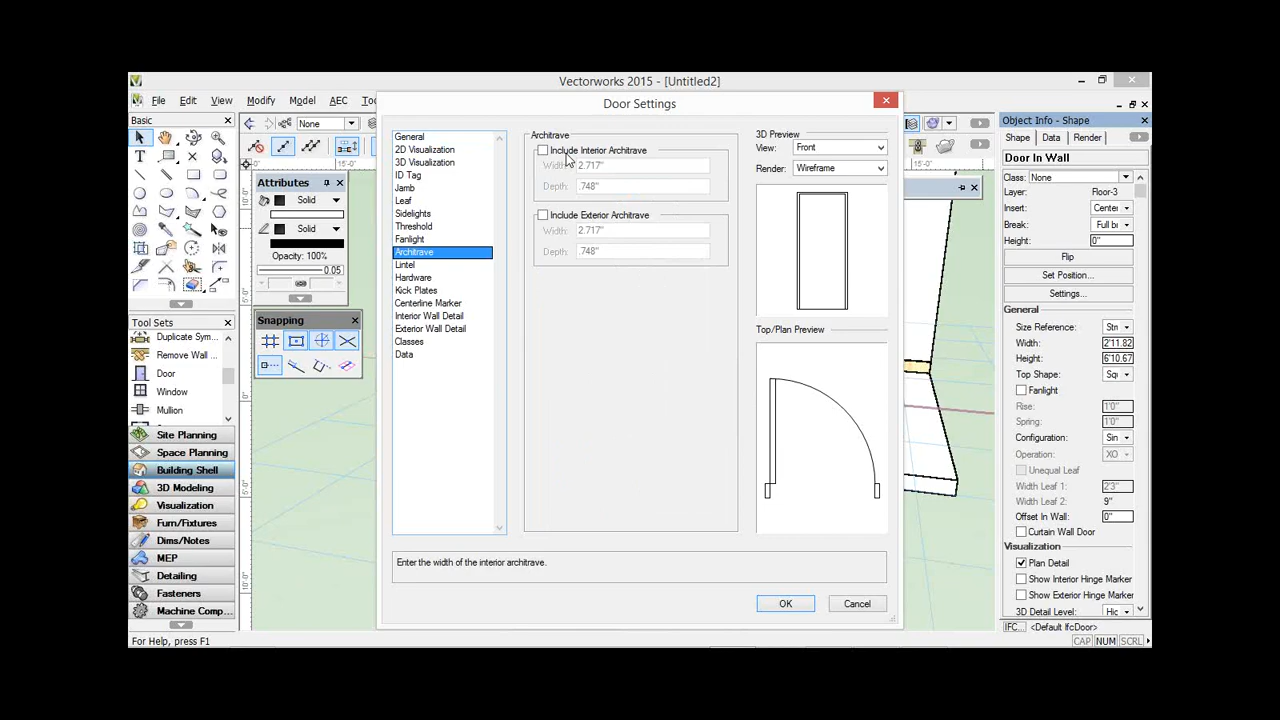 Vectorworks 2015 - [Untitled2]
File Edit View Modify Model AEC
Door Settings
Basic
None
Object Info - Shape
Shape Data Render
Door In Wall
Class: None
Layer: Floor-3
Insert: Center
Break: Full b
Height: 0"
Flip
Set Position...
Settings...
General
Size Reference:
Width: 2'11.82
Height: 6'10.67
Top Shape:
Fanlight
Rise: 1'0"
Spring: 1'0"
Configuration: Sin
Operation: XO
Unequal Leaf
Width Leaf 1: 2'3"
Width Leaf 2: 9"
Offset In Wall: 0"
Curtain Wall Door
Visualization
Plan Detail
Show Interior Hinge Marker
Show Exterior Hinge Marker
3D Detail Level:
IFC... <Default IfcDoor>
CAP NUM SCRL
Attributes
Solid
Solid
Opacity: 100%
0.05
Snapping
Tool Sets
Duplicate Sym...
Remove Wall ...
Door
Window
Mullion
Site Planning
Space Planning
Building Shell
3D Modeling
Visualization
Furn/Fixtures
Dims/Notes
MEP
Detailing
Fasteners
Machine Comp...
For Help, press F1
General
2D Visualization
3D Visualization
ID Tag
Jamb
Leaf
Sidelights
Threshold
Fanlight
Architrave
Lintel
Hardware
Kick Plates
Centerline Marker
Interior Wall Detail
Exterior Wall Detail
Classes
Data
Architrave
Include Interior Architrave
Width: 2.717"
Depth: .748"
Include Exterior Architrave
Width: 2.717"
Depth: .748"
3D Preview
View: Front
Render: Wireframe
Top/Plan Preview
Enter the width of the interior architrave.
OK Cancel